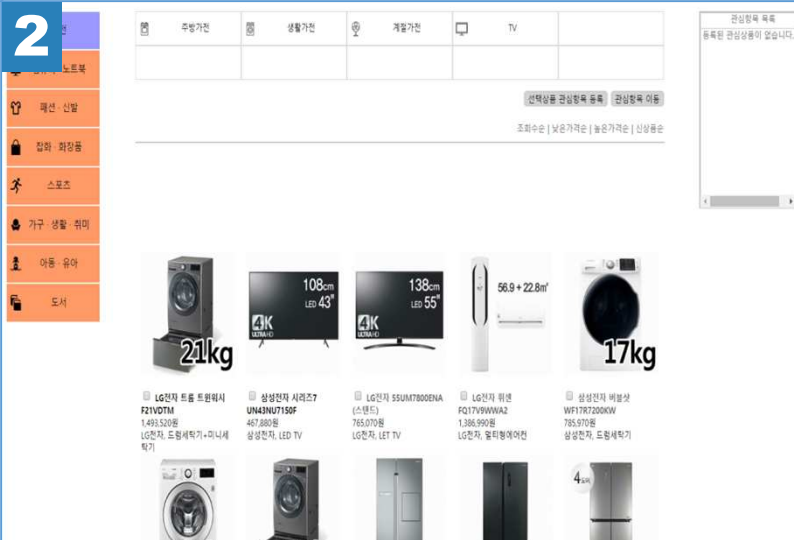 2
주방가전
생활가전
계절가전
TV
선택상품 관심항목 등록
관심항목 이동
조회수순 | 낮은가격순 | 높은가격순 | 신상품순
관심항목 목록
등록된 관심상품이 없습니다.
노트북
패션 · 신발
잡화 · 화장품
스포츠
가구 · 생활 · 취미
아동 · 유아
도서
21kg
108cm
LED 43"
4K
ULTRA HD
138cm
LED 55"
4K
ULTRA HD
56.9 + 22.8㎡
17kg
LG전자 트롬 트윈워시
F21VDTM
1,493,520원
LG전자, 드럼세탁기+미니세
탁기
삼성전자 시리즈7
UN43NU7150F
467,880원
삼성전자, LED TV
LG전자 55UM7800ENA
(스탠드)
765,070원
LG전자, LET TV
LG전자 위센
FQ17V9WWA2
1,386,990원
LG전자, 멀티형에어컨
삼성전자 버블샷
WF17R7200KW
785,970원
삼성전자, 드럼세탁기
4도어